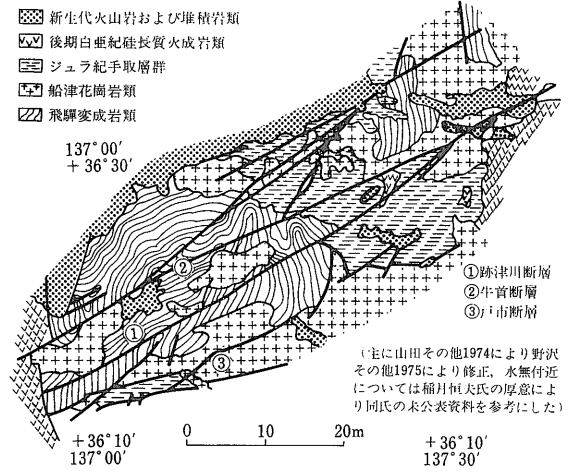 新生代火山岩および堆積岩類
後期白亜紀硅長質火成岩類
ジュラ紀手取層群
船津花崗岩類
飛騨変成岩類
137°00′
+36°30′
①跡津川断層
②牛首断層
③戸市断層
(主に山田その他1974により野沢
その他1975により修正，水無付近
については稲月恒夫氏の厚意によ
り同氏の未公表資料を参考にした)
② 
①
③
+36°10′
137°00′
0 10 20m
+36°10′
137°30′